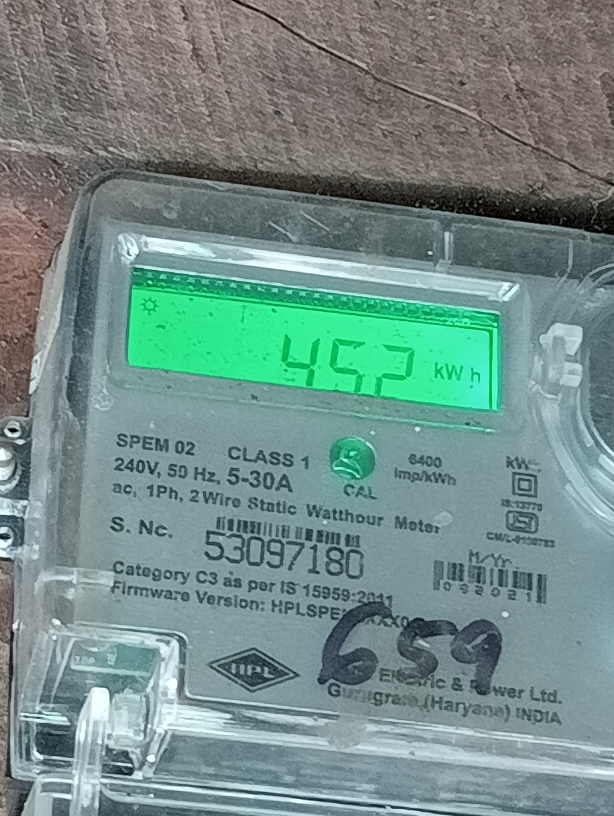 452 kWh
SPEM 02 CLASS 1
240V, 50 Hz, 5-30A
6400
imp/kWh
CAL
ac, 1Ph, 2 Wire Static Watthour Meter
S. No.
53097180
Category C3 as per IS 15959:2011
Firmware Version:
M/Yr.
092021
659
HPL
Electric & Power Ltd.
Gurugram,(Haryana) INDIA